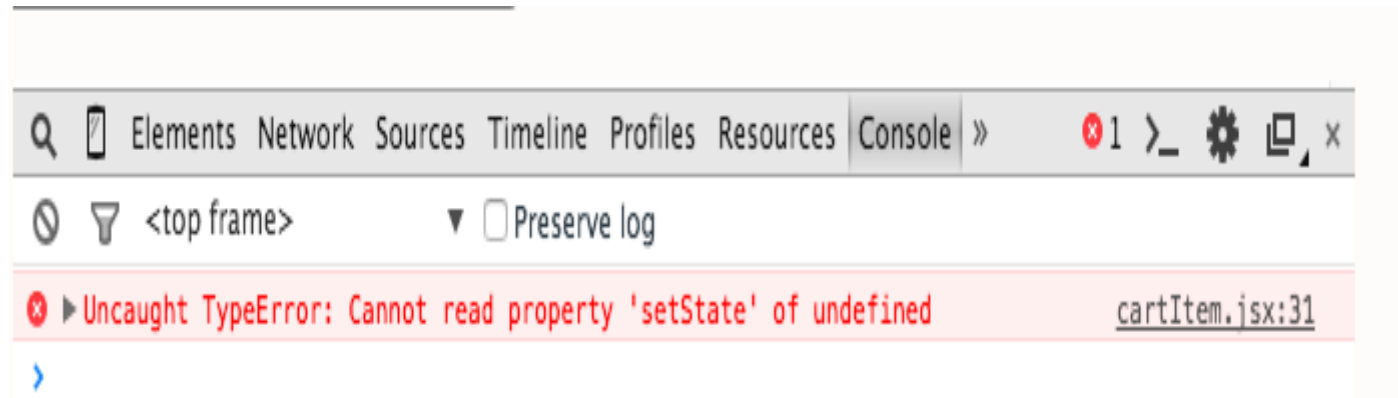 Elements Network Sources Timeline Profiles Resources Console » 1
<top frame> ▼ Preserve log
Uncaught TypeError: Cannot read property 'setState' of undefined cartItem.jsx:31